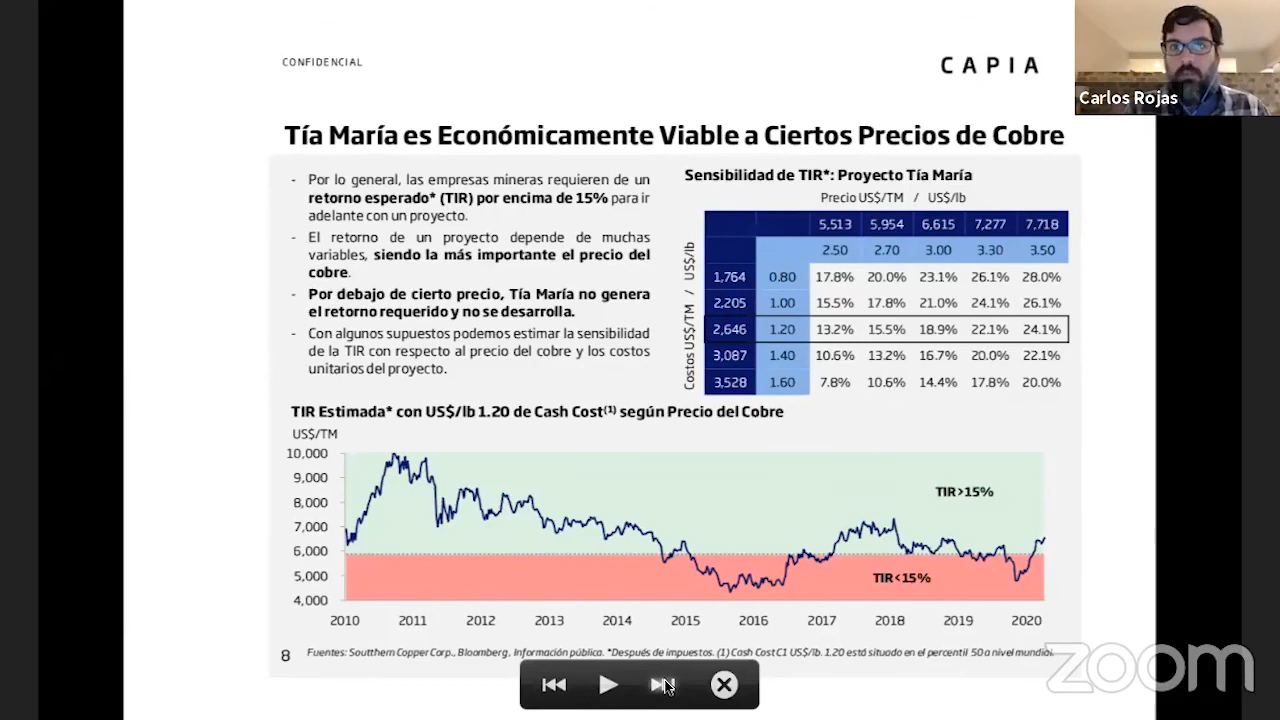 CONFIDENCIAL
CAPIA
Carlos Rojas
Tía María es Económicamente Viable a Ciertos Precios de Cobre
- Por lo general, las empresas mineras requieren de un
retorno esperado* (TIR) por encima de 15% para ir
adelante con un proyecto.
- El retorno de un proyecto depende de muchas
variables, siendo la más importante el precio del
cobre.
- Por debajo de cierto precio, Tía María no genera
el retorno requerido y no se desarrolla.
- Con algunos supuestos podemos estimar la sensibilidad
de la TIR con respecto al precio del cobre y los costos
unitarios del proyecto.
Sensibilidad de TIR*: Proyecto Tía María
Precio US$/TM / US$/lb
Costos US$/TM / US$/lb
5,513 5,954 6,615 7,277 7,718
2.50 2.70 3.00 3.30 3.50
1,764 0.80 17.8% 20.0% 23.1% 26.1% 28.0%
2,205 1.00 15.5% 17.8% 21.0% 24.1% 26.1%
2,646 1.20 13.2% 15.5% 18.9% 22.1% 24.1%
3,087 1.40 10.6% 13.2% 16.7% 20.0% 22.1%
3,528 1.60 7.8% 10.6% 14.4% 17.8% 20.0%
TIR Estimada* con US$/lb 1.20 de Cash Cost(1) según Precio del Cobre
US$/TM
10,000
9,000
8,000
7,000
6,000
5,000
4,000
TIR>15%
TIR<15%
2010 2011 2012 2013 2014 2015 2016 2017 2018 2019 2020
8
Fuentes: Soutthern Copper Corp., Bloomberg, Información pública. *Después de impuestos. (1) Cash Cost C1 US$/lb. 1.20 está situado en el percentil 50 a nivel mundial.
zoom